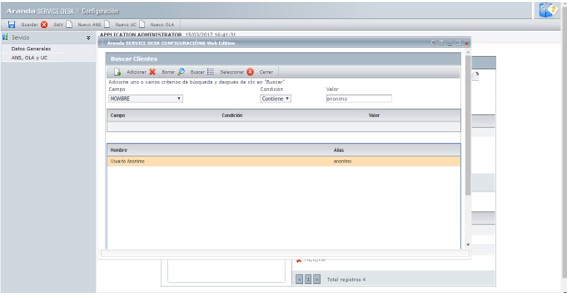 Aranda SERVICE DESK // Configuración
Guardar Salir Nuevo ANS Nuevo UC Nuevo OLA
Servicio
Datos Generales
ANS, OLA y UC
APPLICATION ADMINISTRATOR 15/03/2017 16:41:31
Aranda SERVICE DESK CONFIGURACIÓN® Web Edition
Buscar Clientes
Adicionar Borrar Buscar Seleccionar Cerrar
Adicione uno o varios criterios de búsqueda y después de clic en "Buscar"
Campo Condición Valor
NOMBRE Contiene anonimo
Campo Condición Valor
Nombre Alias
Usuario Anonimo anonimo
1 Total registros 4